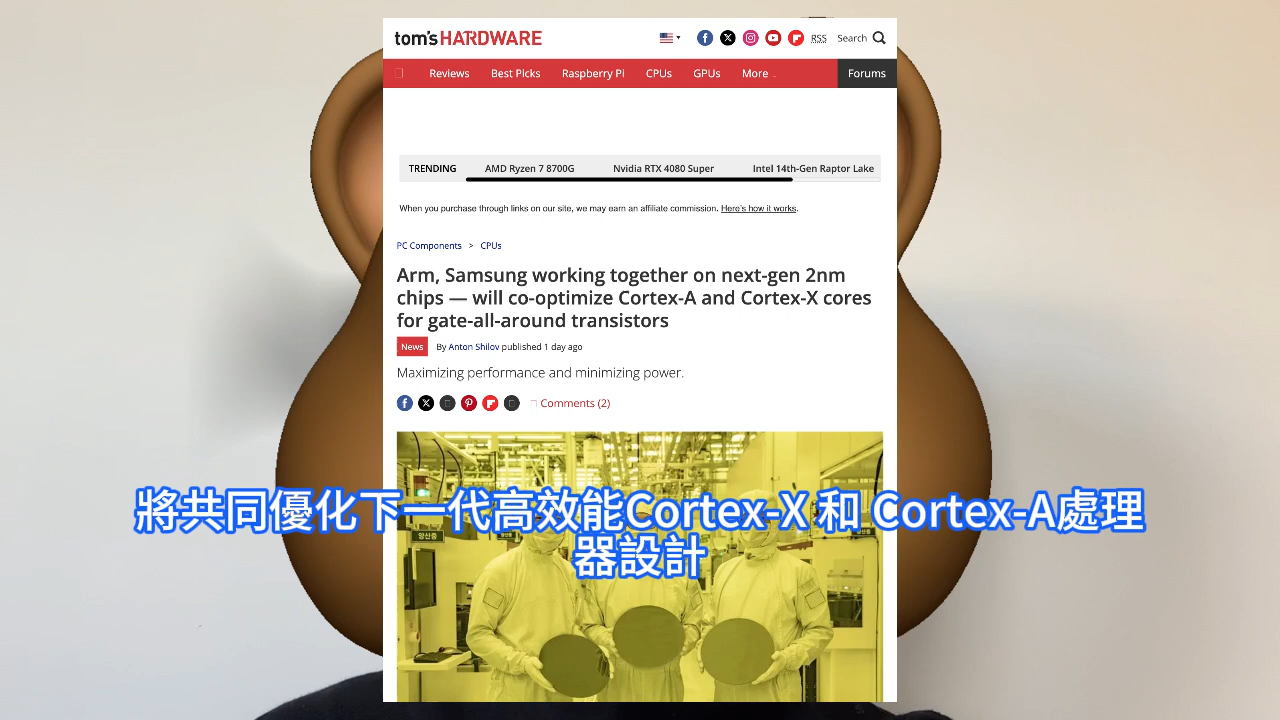 tom's HARDWARE
RSS
Search
Reviews
Best Picks
Raspberry Pi
CPUs
GPUs
More
Forums
TRENDING
AMD Ryzen 7 8700G
Nvidia RTX 4080 Super
Intel 14th-Gen Raptor Lake
When you purchase through links on our site, we may earn an affiliate commission. Here's how it works.
PC Components > CPUs
Arm, Samsung working together on next-gen 2nm
chips — will co-optimize Cortex-A and Cortex-X cores
for gate-all-around transistors
News
By Anton Shilov published 1 day ago
Maximizing performance and minimizing power.
Comments (2)
將共同優化下一代高效能Cortex-X 和 Cortex-A處理
器設計
양산중